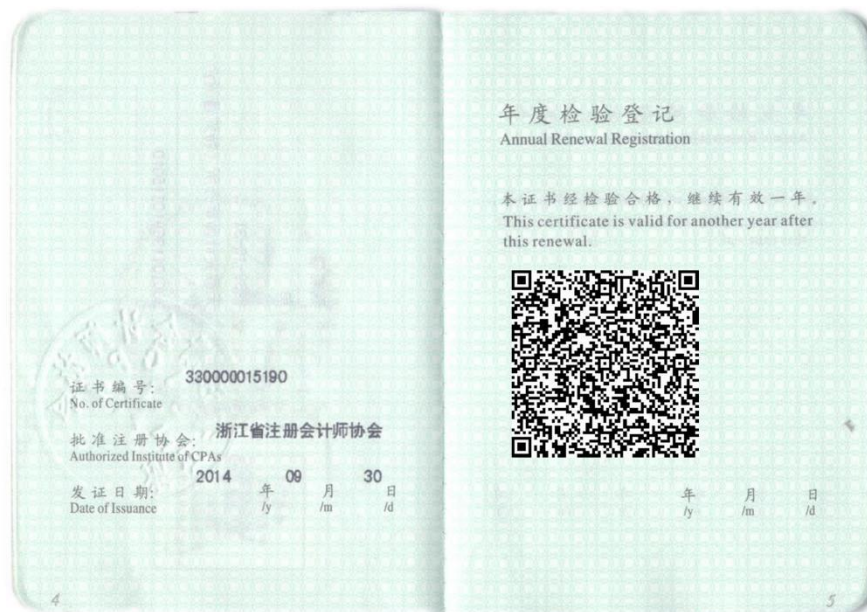 证书编号: 330000015190
No. of Certificate
批准注册协会: 浙江省注册会计师协会
Authorized Institute of CPAs
发证日期: 2014 年 09 月 30 日
Date of Issuance /y /m /d
4
年度检验登记
Annual Renewal Registration
本证书经检验合格，继续有效一年。
This certificate is valid for another year after
this renewal.
年 月 日
/y /m /d
5